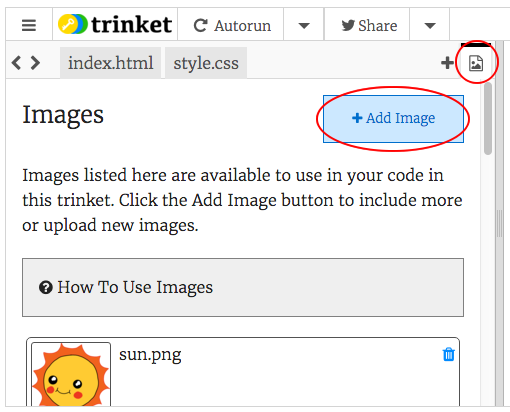 trinket Autorun Share
index.html style.css
Images
Add Image
Images listed here are available to use in your code in
this trinket. Click the Add Image button to include more
or upload new images.
How To Use Images
sun.png